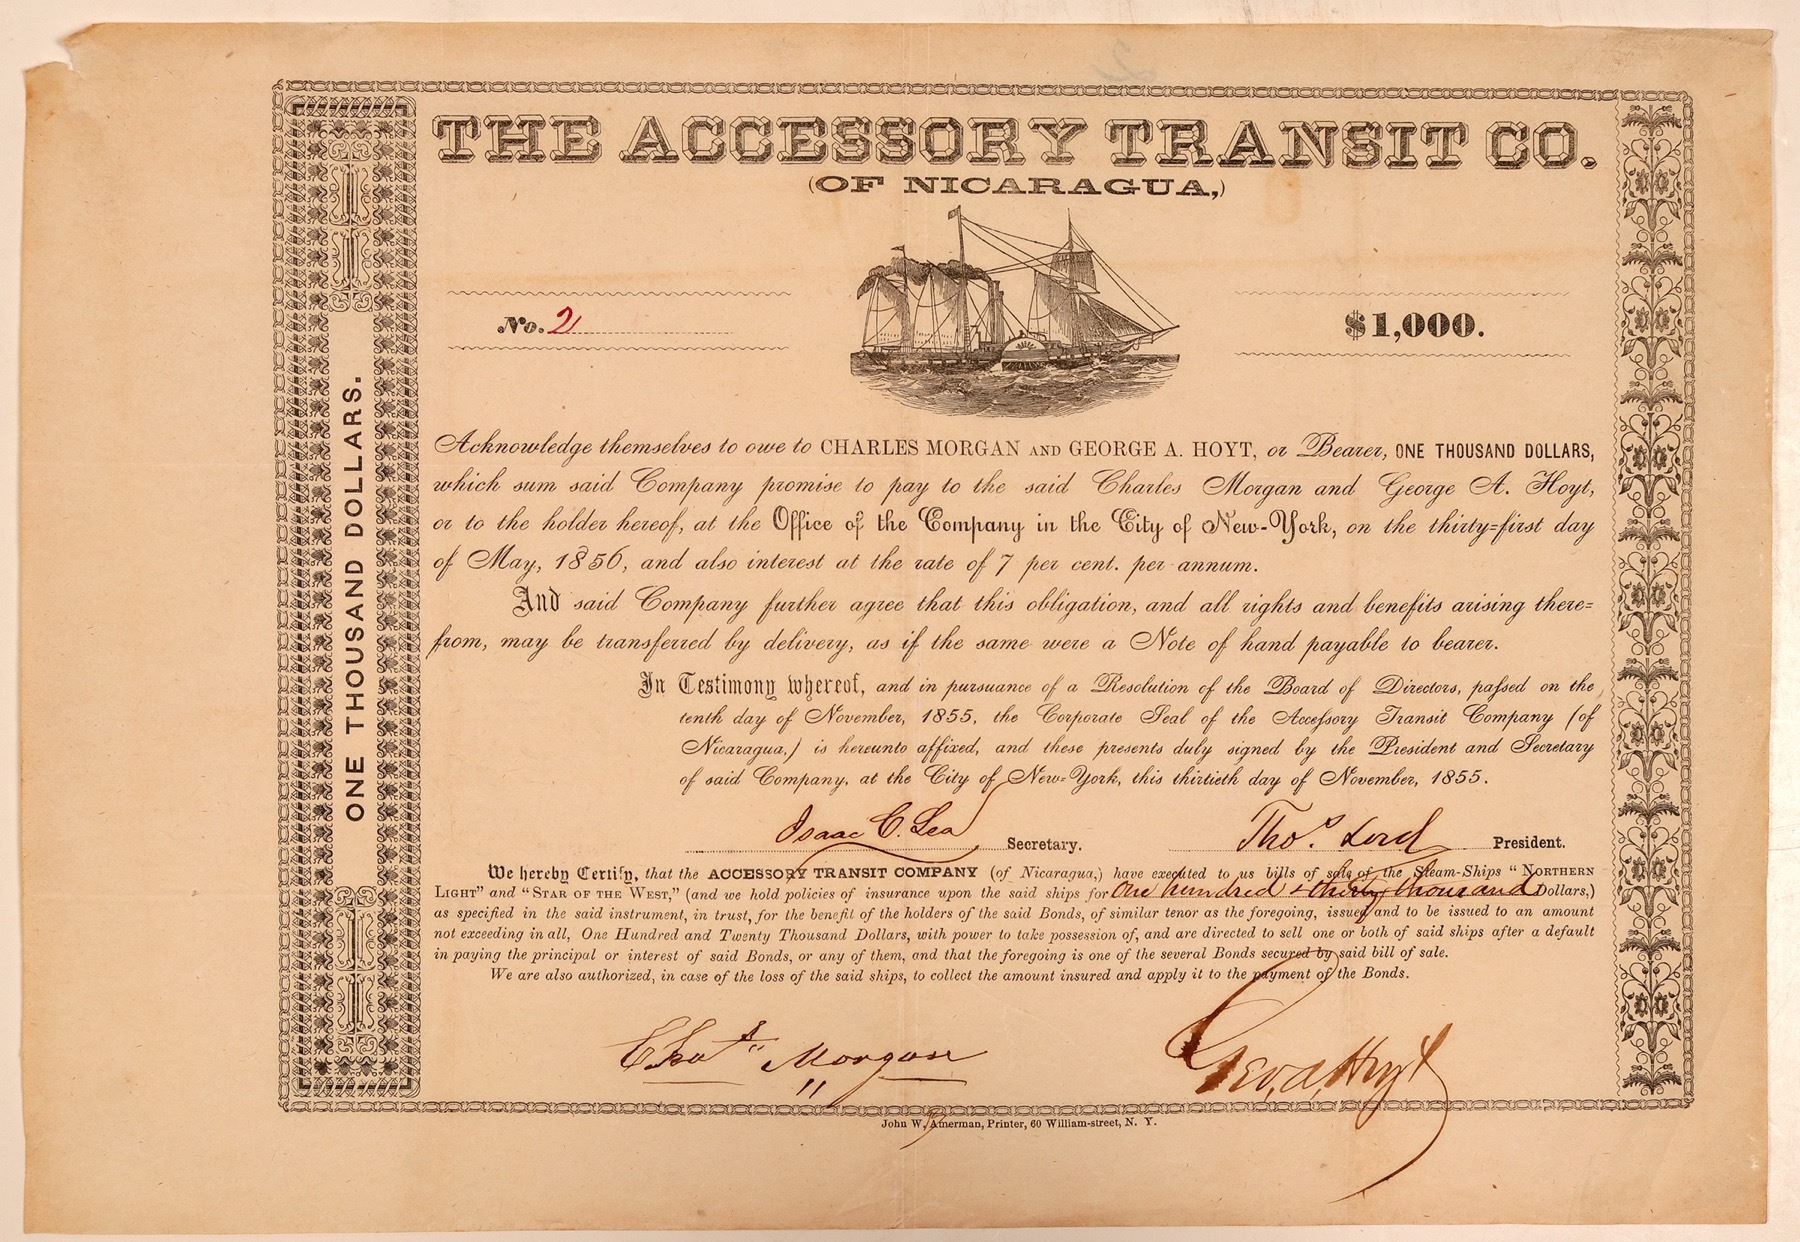 THE ACCESSORY TRANSIT CO.
(OF NICARAGUA,)
No. 2
$1,000.
ONE THOUSAND DOLLARS.
Acknowledge themselves to owe to CHARLES MORGAN AND GEORGE A. HOYT, or Bearer, ONE THOUSAND DOLLARS,
which sum said Company promise to pay to the said Charles Morgan and George A. Hoyt,
or to the holder hereof, at the Office of the Company in the City of New-York, on the thirty=first day
of May, 1856, and also interest at the rate of 7 per cent. per annum.
And said Company further agree that this obligation, and all rights and benefits arising there=
from, may be transferred by delivery, as if the same were a Note of hand payable to bearer.
In Testimony whereof, and in pursuance of a Resolution of the Board of Directors, paſsed on the
tenth day of November, 1855, the Corporate Seal of the Acceſsory Transit Company (of
Nicaragua,) is hereunto affixed, and these presents duly signed by the President and Secretary
of said Company, at the City of New=York, this thirtieth day of November, 1855.
Isaac C. Lea Secretary. Thos. Lord President.
We hereby Certify, that the ACCESSORY TRANSIT COMPANY (of Nicaragua,) have executed to us bills of sale of the Steam-Ships "NORTHERN
LIGHT" and "STAR OF THE WEST," (and we hold policies of insurance upon the said ships for One hundred & thirty thousand Dollars,)
as specified in the said instrument, in trust, for the benefit of the holders of the said Bonds, of similar tenor as the foregoing, issued and to be issued to an amount
not exceeding in all, One Hundred and Twenty Thousand Dollars, with power to take possession of, and are directed to sell one or both of said ships after a default
in paying the principal or interest of said Bonds, or any of them, and that the foregoing is one of the several Bonds secured by said bill of sale.
We are also authorized, in case of the loss of the said ships, to collect the amount insured and apply it to the payment of the Bonds.
Chas. Morgan
Geo. A. Hoyt
John W. Amerman, Printer, 60 William-street, N. Y.